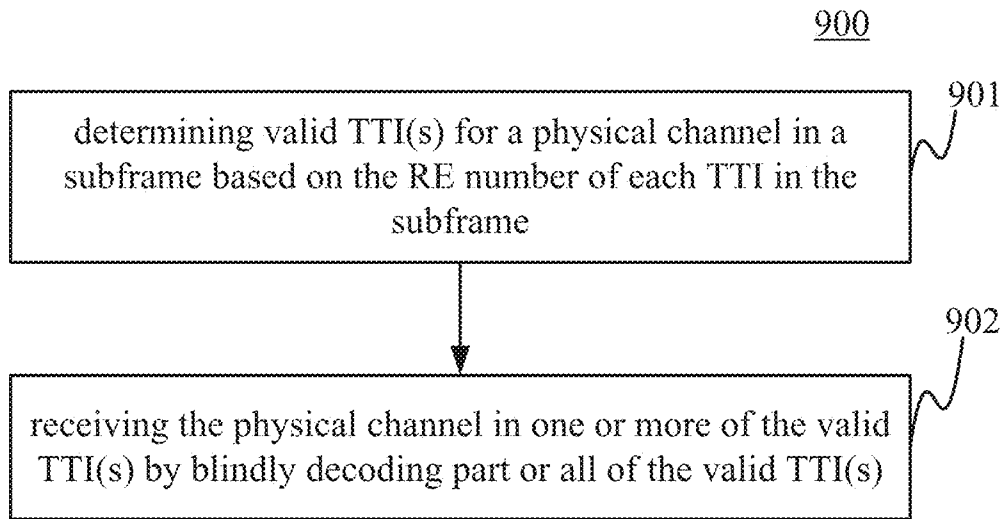 900
901
determining valid TTI(s) for a physical channel in a
subframe based on the RE number of each TTI in the
subframe
902
receiving the physical channel in one or more of the valid
TTI(s) by blindly decoding part or all of the valid TTI(s)